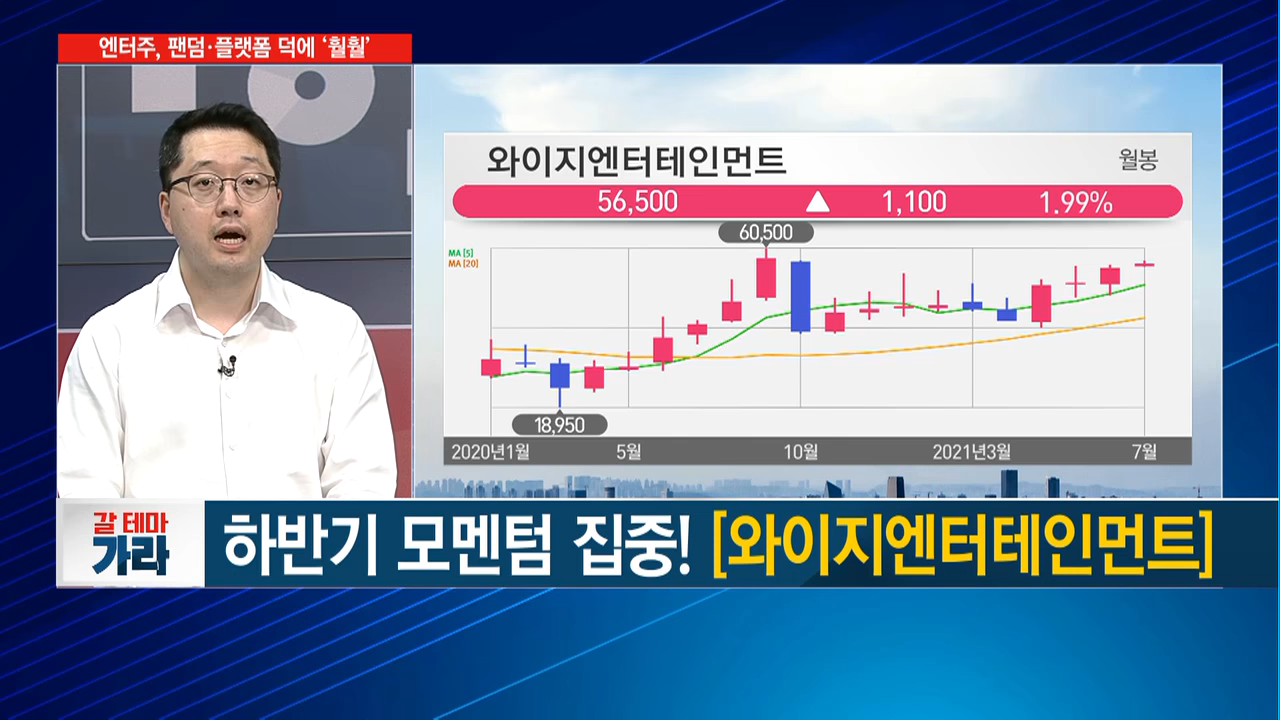 엔터주, 팬덤·플랫폼 덕에 ‘훨훨’
와이지엔터테인먼트
월봉
56,500 ▲ 1,100 1.99%
60,500
MA [5]
MA [20]
18,950
2020년1월 5월 10월 2021년3월 7월
갈 테마
가라
하반기 모멘텀 집중! [와이지엔터테인먼트]